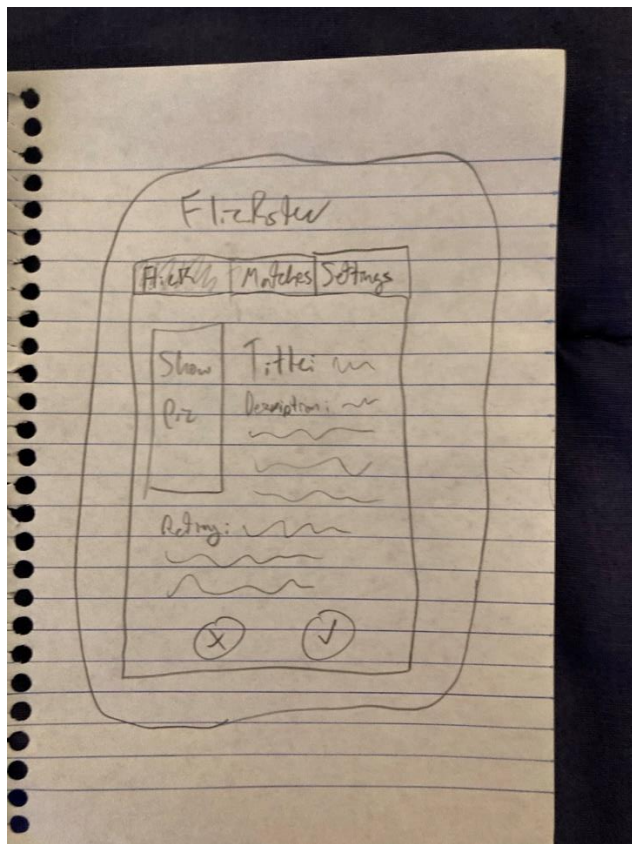 Flickster
Flick Matches Settings
Show
Pic
Title:
Description:
Rating:
X ✓